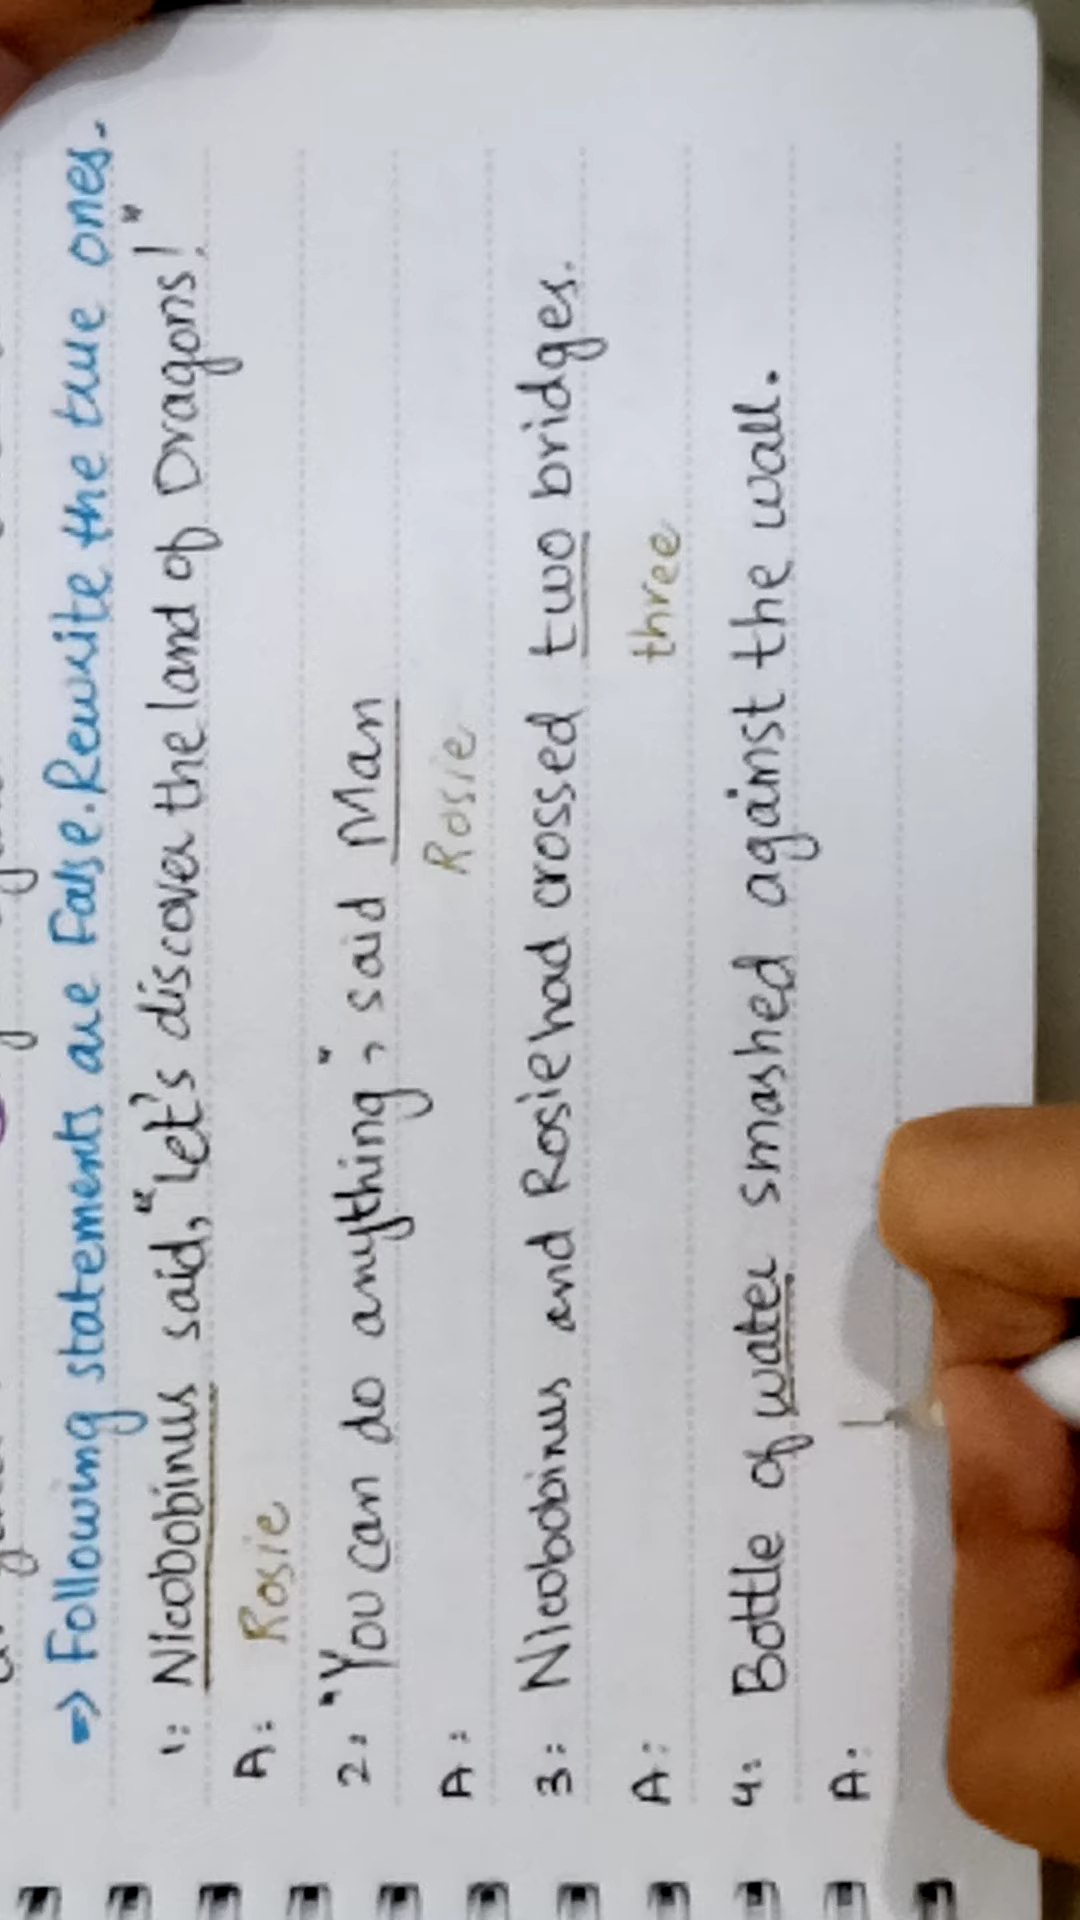 ⇒ Following statements are False. Rewrite the true ones.
1: Nicobobinus said, "Let's discover the land of Dragons!"
A: Rosie
2: "You can do anything", said Man
A: Rosie
3: Nicobobinus and Rosie had crossed two bridges.
A: three
4: Bottle of water smashed against the wall.
A: